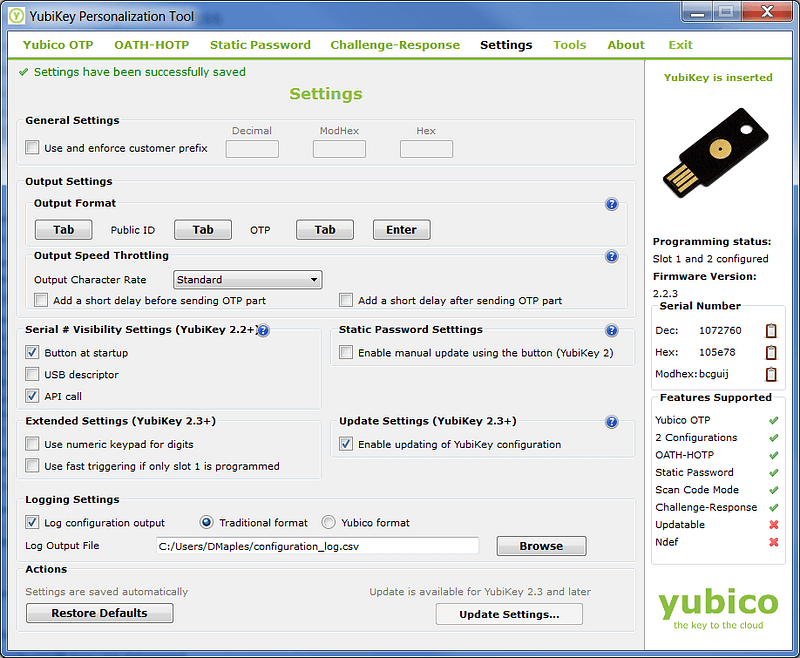 YubiKey Personalization Tool
Yubico OTP OATH-HOTP Static Password Challenge-Response Settings Tools About Exit
Settings have been successfully saved
Settings
General Settings
Decimal ModHex Hex
Use and enforce customer prefix
Output Settings
Output Format
Tab Public ID Tab OTP Tab Enter
Output Speed Throttling
Output Character Rate Standard
Add a short delay before sending OTP part Add a short delay after sending OTP part
Serial # Visibility Settings (YubiKey 2.2+)
Button at startup
USB descriptor
API call
Static Password Setttings
Enable manual update using the button (YubiKey 2)
Extended Settings (YubiKey 2.3+)
Use numeric keypad for digits
Use fast triggering if only slot 1 is programmed
Update Settings (YubiKey 2.3+)
Enable updating of YubiKey configuration
Logging Settings
Log configuration output Traditional format Yubico format
Log Output File C:/Users/DMaples/configuration_log.csv Browse
Actions
Settings are saved automatically Update is available for YubiKey 2.3 and later
Restore Defaults Update Settings...
YubiKey is inserted
Programming status:
Slot 1 and 2 configured
Firmware Version:
2.2.3
Serial Number
Dec: 1072760
Hex: 105e78
Modhex: bcguij
Features Supported
Yubico OTP
2 Configurations
OATH-HOTP
Static Password
Scan Code Mode
Challenge-Response
Updatable
Ndef
yubico
the key to the cloud